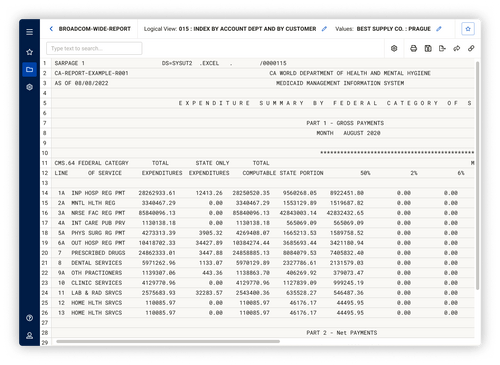 BROADCOM-WIDE-REPORT Logical View: 015 : INDEX BY ACCOUNT DEPT AND BY CUSTOMER Values: BEST SUPPLY CO. : PRAGUE
Type text to search...
1 SARPAGE 1 DS=SYSUT2 .EXCEL . /0000115
2 CA-REPORT-EXAMPLE-R001 CA WORLD DEPARTMENT OF HEALTH AND MENTAL HYGIENE
3 AS OF 08/08/2022 MEDICAID MANAGEMENT INFORMATION SYSTEM
4
5 E X P E N D I T U R E S U M M A R Y B Y F E D E R A L C A T E G O R Y O F S
6
7 PART 1 - GROSS PAYMENTS
8 MONTH AUGUST 2020
9
10 ********************************************
11 CMS.64 FEDERAL CATEGRY TOTAL STATE ONLY TOTAL M
12 LINE OF SERVICE EXPENDITURES EXPENDITURES COMPUTABLE STATE PORTION 50% 2% 6%
13
14 1A INP HOSP REG PMT 28262933.61 12413.26 28250520.35 9560268.05 8922451.80 0.00 0.00
15 2A MNTL HLTH REG 3340467.29 0.00 3340467.29 1553129.89 1519687.82 0.00 0.00
16 3A NRSE FAC REG PMT 85840096.13 0.00 85840096.13 42843003.14 42832432.65 0.00 0.00
17 4A INT CARE PUB PRV 1130138.18 0.00 1130138.18 565069.09 565069.09 0.00 0.00
18 5A PHYS SURG RG PMT 4273313.39 3905.32 4269408.07 1665213.53 1589758.52 0.00 0.00
19 6A OUT HOSP REG PMT 10418702.33 34427.89 10384274.44 3685693.44 3421180.94 0.00 0.00
20 7 PRESCRIBED DRUGS 24862333.01 3447.88 24858885.13 8084079.53 7405832.40 0.00 0.00
21 8 DENTAL SERVICES 5971262.96 1133.07 5970129.89 2327786.61 2131579.03 0.00 0.00
22 9A OTH PRACTIONERS 1139307.06 443.36 1138863.70 406269.92 379073.47 0.00 0.00
23 10 CLINIC SERVICES 4129770.96 0.00 4129770.96 1127839.09 999245.19 0.00 0.00
24 11 LAB & RAD SRVCS 2575683.93 32283.57 2543400.36 635528.27 546487.36 0.00 0.00
25 12 HOME HLTH SRVCS 110085.97 0.00 110085.97 46176.17 44495.95 0.00 0.00
26 13 HOME HLTH SRVCS 110085.97 0.00 110085.97 46176.17 44495.95 0.00 0.00
27
28 PART 2 - Net PAYMENTS
29